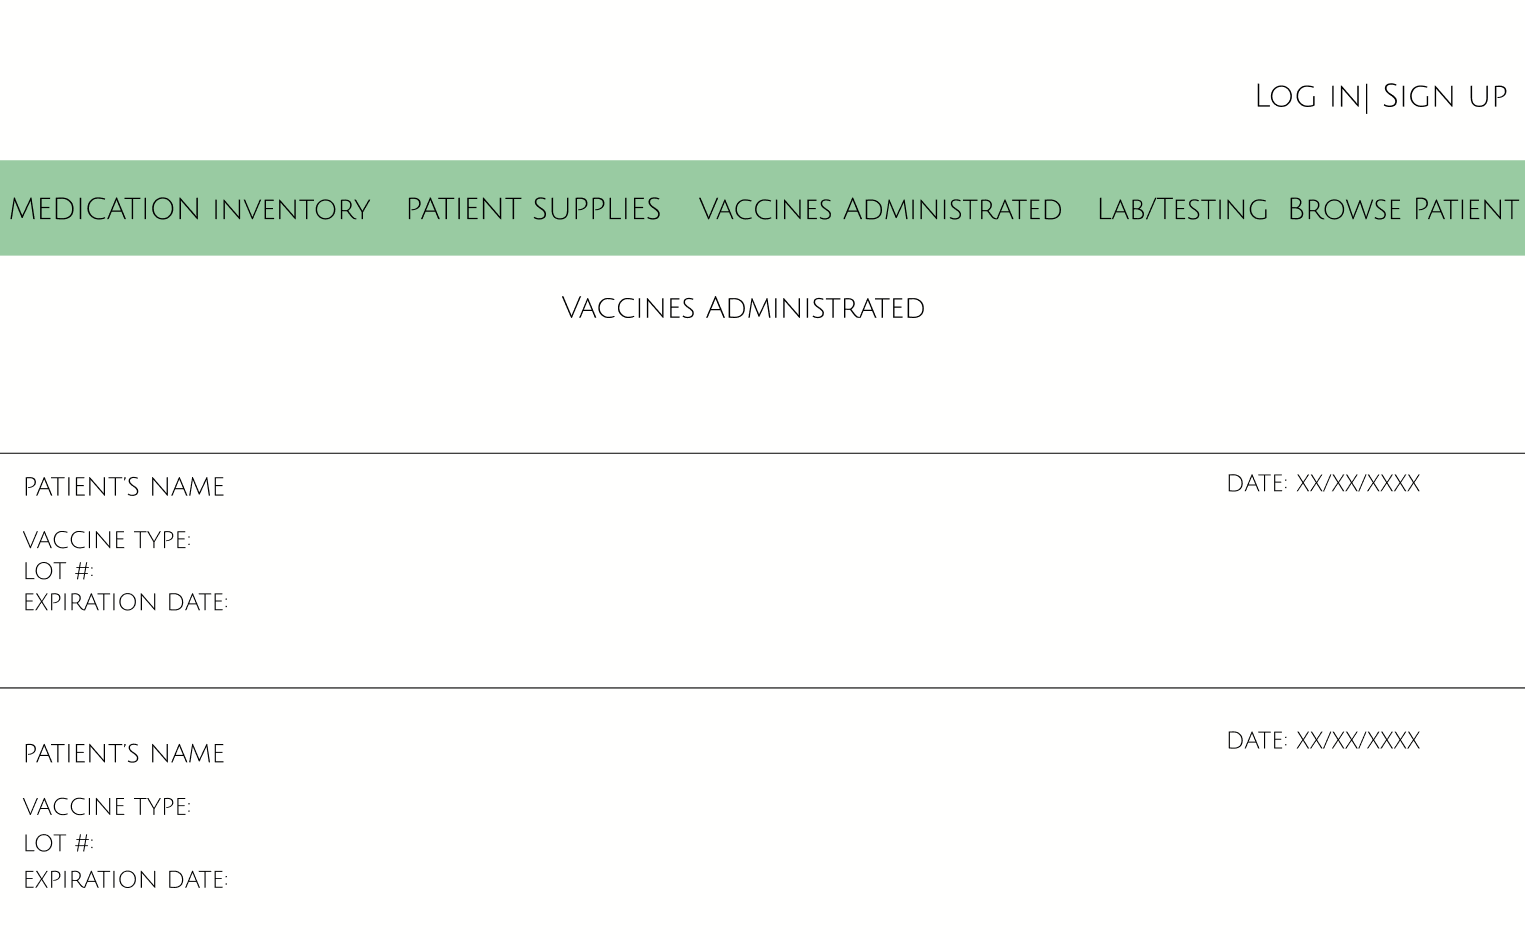 Log in| Sign up
MEDICATION INVENTORY PATIENT SUPPLIES Vaccines Administrated Lab/Testing Browse Patient
Vaccines Administrated
PATIENT'S NAME DATE: XX/XX/XXXX
VACCINE TYPE:
LOT #:
EXPIRATION DATE:
PATIENT'S NAME DATE: XX/XX/XXXX
VACCINE TYPE:
LOT #:
EXPIRATION DATE: